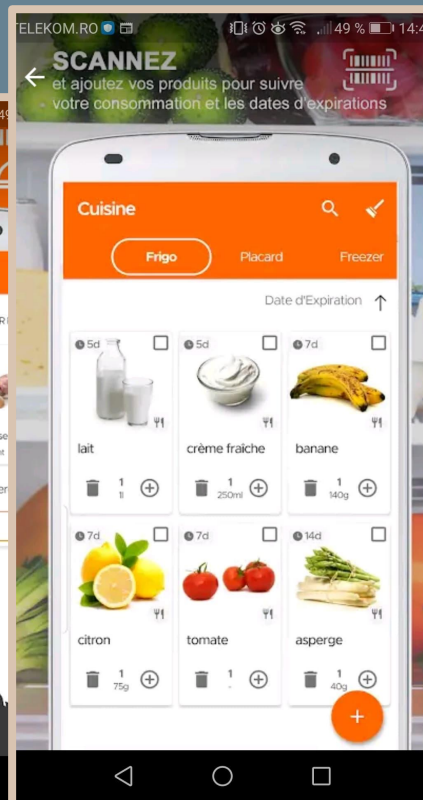 TELEKOM.RO 49 % 14:4
SCANNEZ
et ajoutez vos produits pour suivre
votre consommation et les dates d'expirations
Cuisine
Frigo Placard Freezer
Date d'Expiration
5d 5d 7d
lait crème fraîche banane
1 1 1
1l 250ml 140g
7d 7d 14d
citron tomate asperge
1 1 1
75g - 40g
+